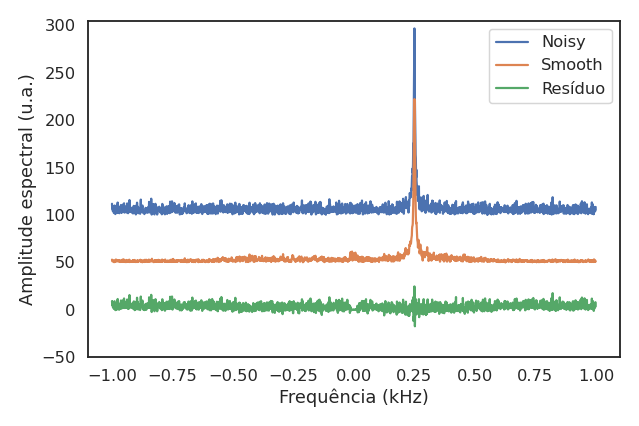 300
250
200
150
100
50
0
−50
Amplitude espectral (u.a.)
Noisy
Smooth
Resíduo
−1.00 −0.75 −0.50 −0.25 0.00 0.25 0.50 0.75 1.00
Frequência (kHz)